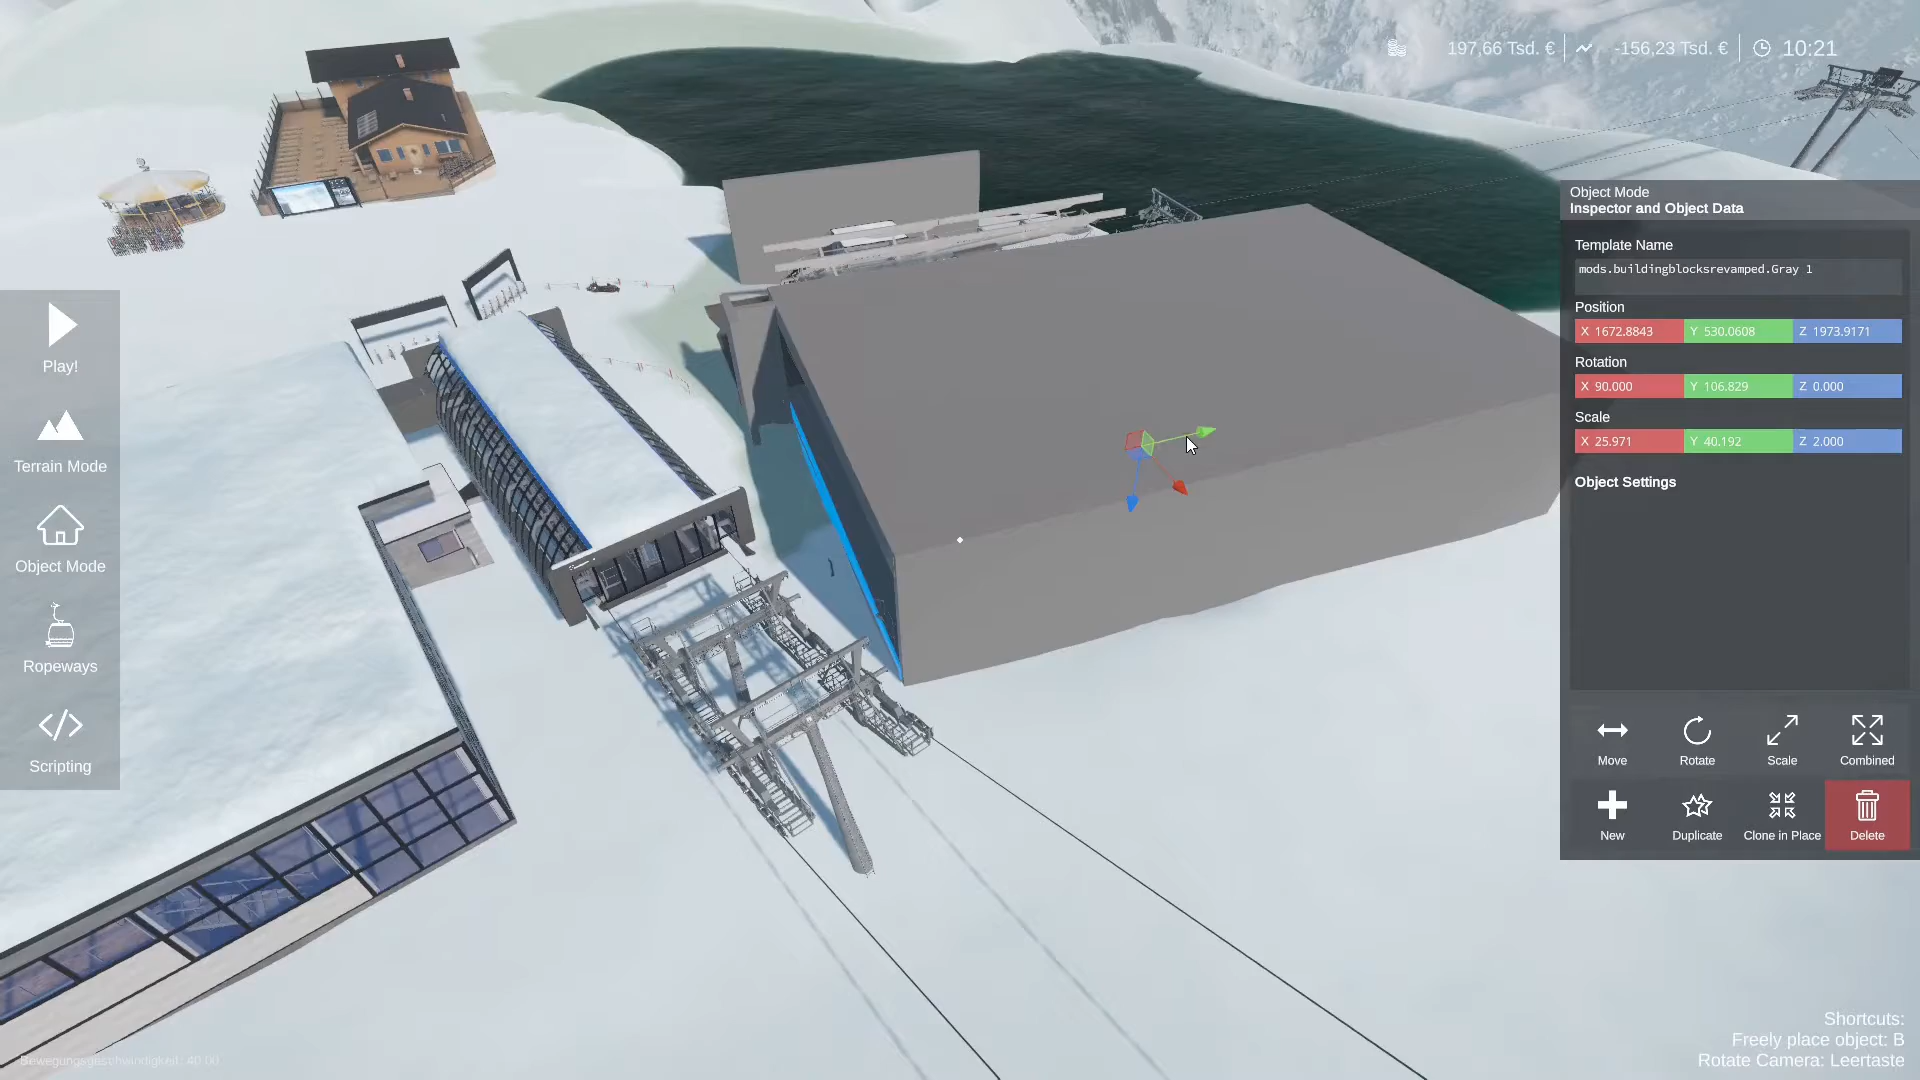 197,66 Tsd. €
-156,23 Tsd. €
10:21
Object Mode
Inspector and Object Data
Template Name
mods.buildingblocksrevamped.Gray 1
Position
X 1672.8843 Y 530.0608 Z 1973.9171
Rotation
X 90.000 Y 106.829 Z 0.000
Scale
X 25.971 Y 40.192 Z 2.000
Object Settings
Play!
Terrain Mode
Object Mode
Ropeways
Scripting
Move Rotate Scale Combined
New Duplicate Clone in Place Delete
Shortcuts:
Freely place object: B
Rotate Camera: Leertaste
Bewegungsgeschwindigkeit: 40.00